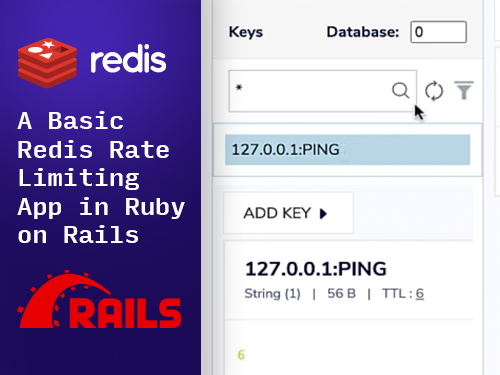 redis
A Basic
Redis Rate
Limiting
App in Ruby
on Rails
RAILS
Keys Database: 0
*
127.0.0.1:PING
ADD KEY
127.0.0.1:PING
String (1) | 56 B | TTL : 6
6